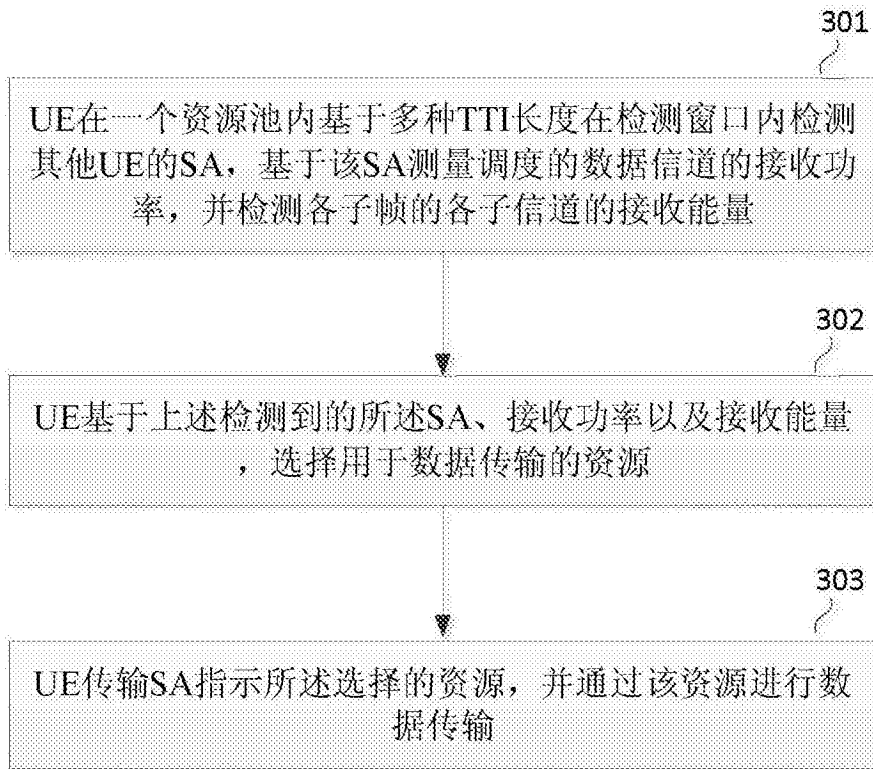 301
UE在一个资源池内基于多种TTI长度在检测窗口内检测
其他UE的SA，基于该SA测量调度的数据信道的接收功
率，并检测各子帧的各子信道的接收能量
302
UE基于上述检测到的所述SA、接收功率以及接收能量
，选择用于数据传输的资源
303
UE传输SA指示所述选择的资源，并通过该资源进行数
据传输